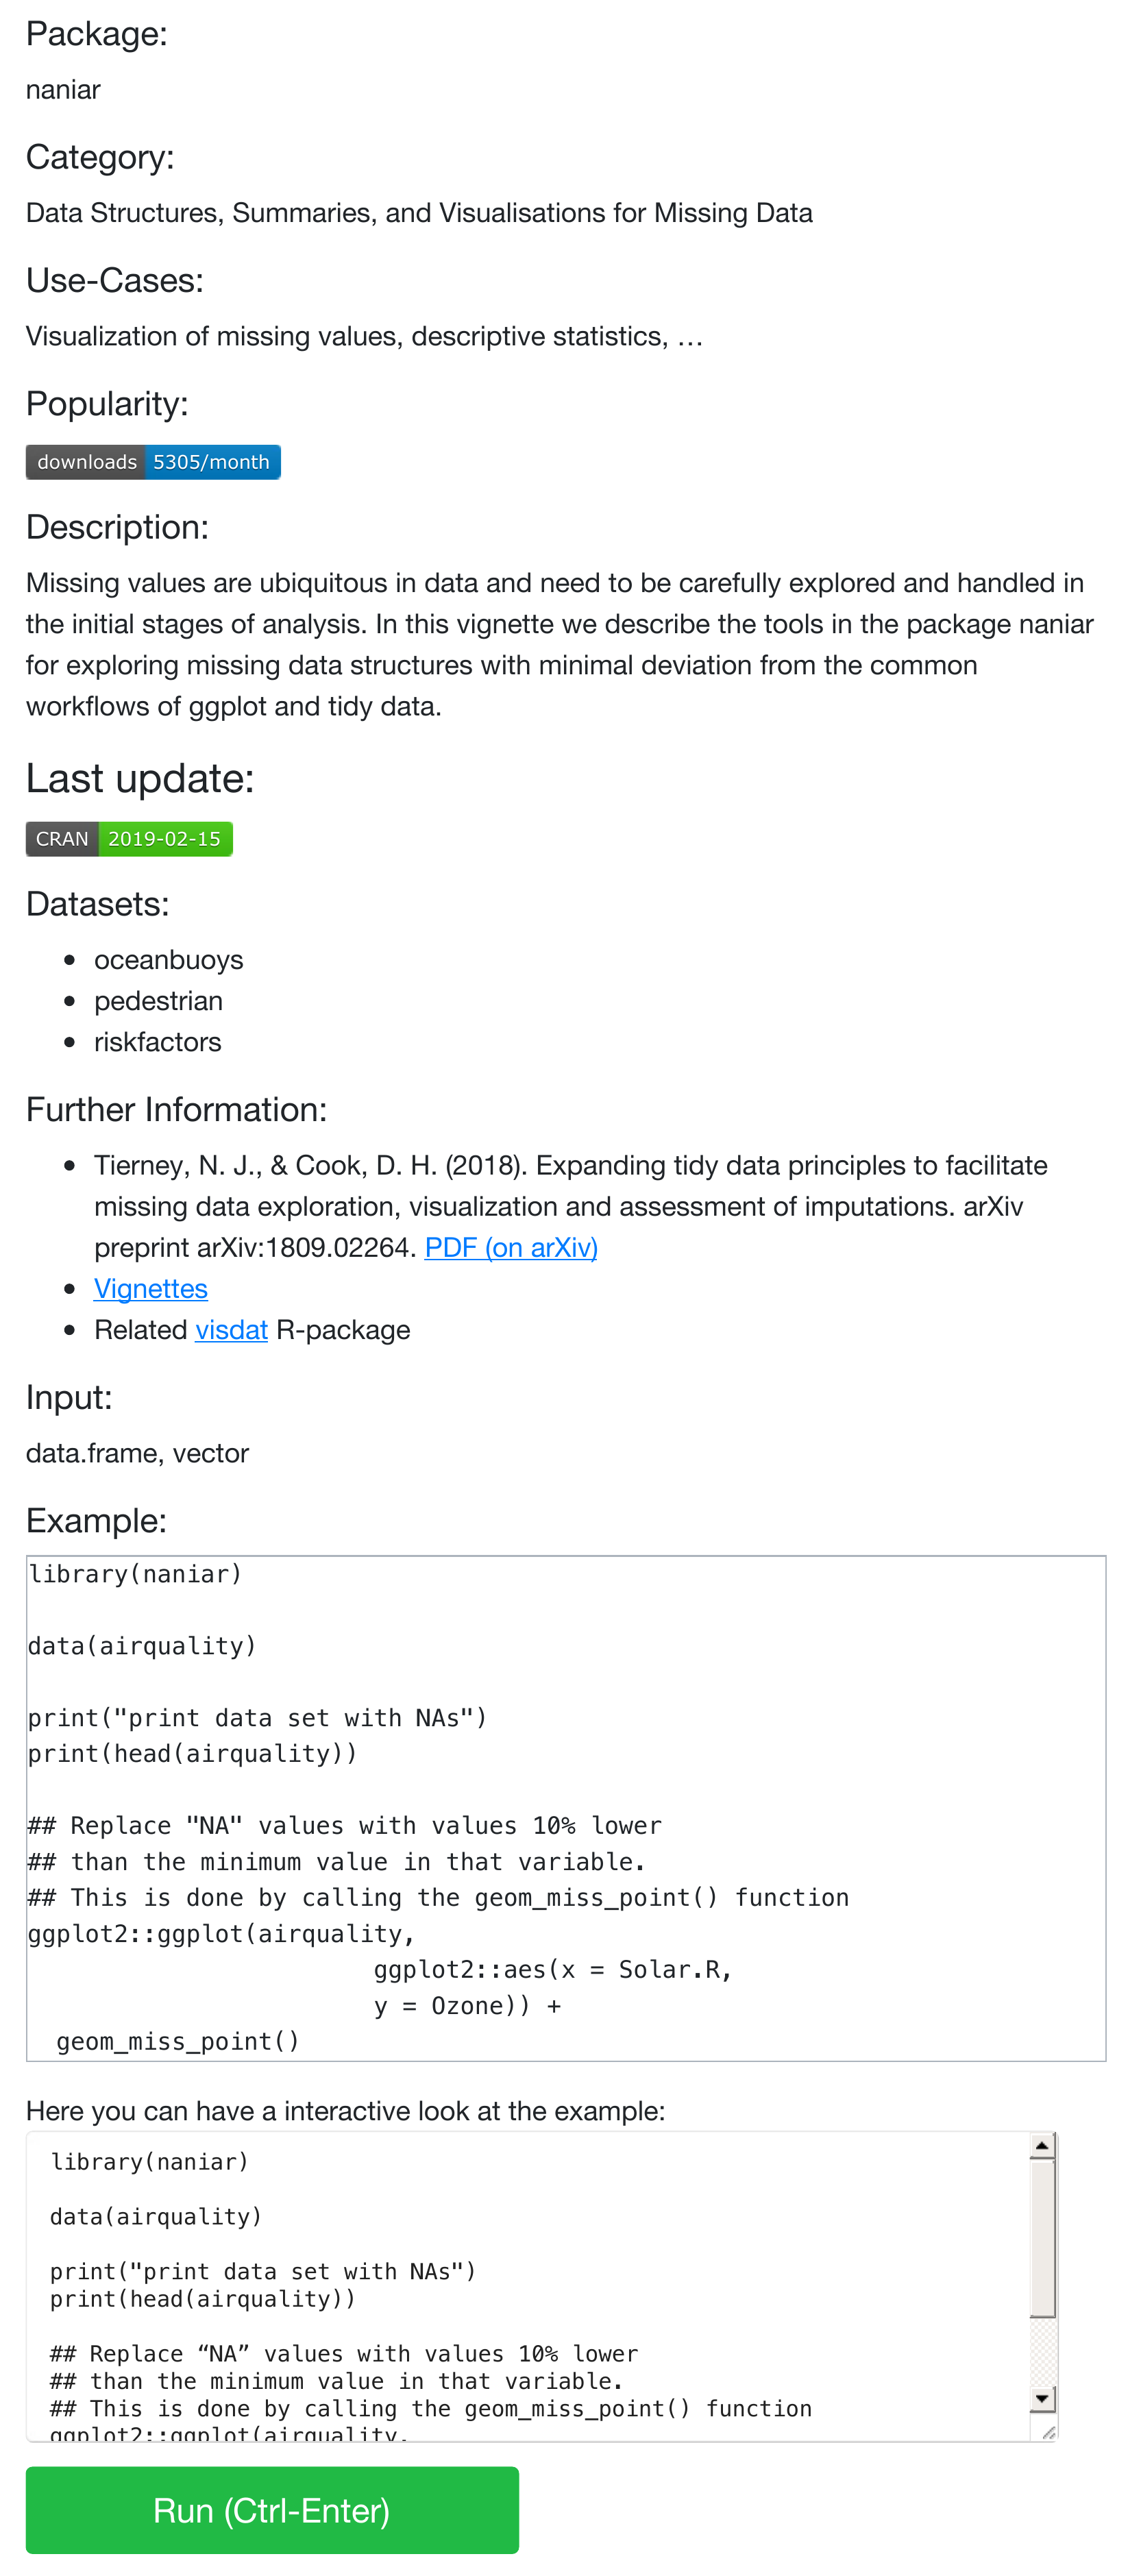 Package:
naniar
Category:
Data Structures, Summaries, and Visualisations for Missing Data
Use-Cases:
Visualization of missing values, descriptive statistics, …
Popularity:
downloads 5305/month
Description:
Missing values are ubiquitous in data and need to be carefully explored and handled in
the initial stages of analysis. In this vignette we describe the tools in the package naniar
for exploring missing data structures with minimal deviation from the common
workflows of ggplot and tidy data.
Last update:
CRAN 2019-02-15
Datasets:
• oceanbuoys
• pedestrian
• riskfactors
Further Information:
• Tierney, N. J., & Cook, D. H. (2018). Expanding tidy data principles to facilitate
missing data exploration, visualization and assessment of imputations. arXiv
preprint arXiv:1809.02264. PDF (on arXiv)
• Vignettes
• Related visdat R-package
Input:
data.frame, vector
Example:
library(naniar)
data(airquality)
print("print data set with NAs")
print(head(airquality))
## Replace "NA" values with values 10% lower
## than the minimum value in that variable.
## This is done by calling the geom_miss_point() function
ggplot2::ggplot(airquality,
ggplot2::aes(x = Solar.R,
y = Ozone)) +
geom_miss_point()
Here you can have a interactive look at the example:
library(naniar)
data(airquality)
print("print data set with NAs")
print(head(airquality))
## Replace “NA” values with values 10% lower
## than the minimum value in that variable.
## This is done by calling the geom_miss_point() function
ggplot2::ggplot(airquality,
Run (Ctrl-Enter)